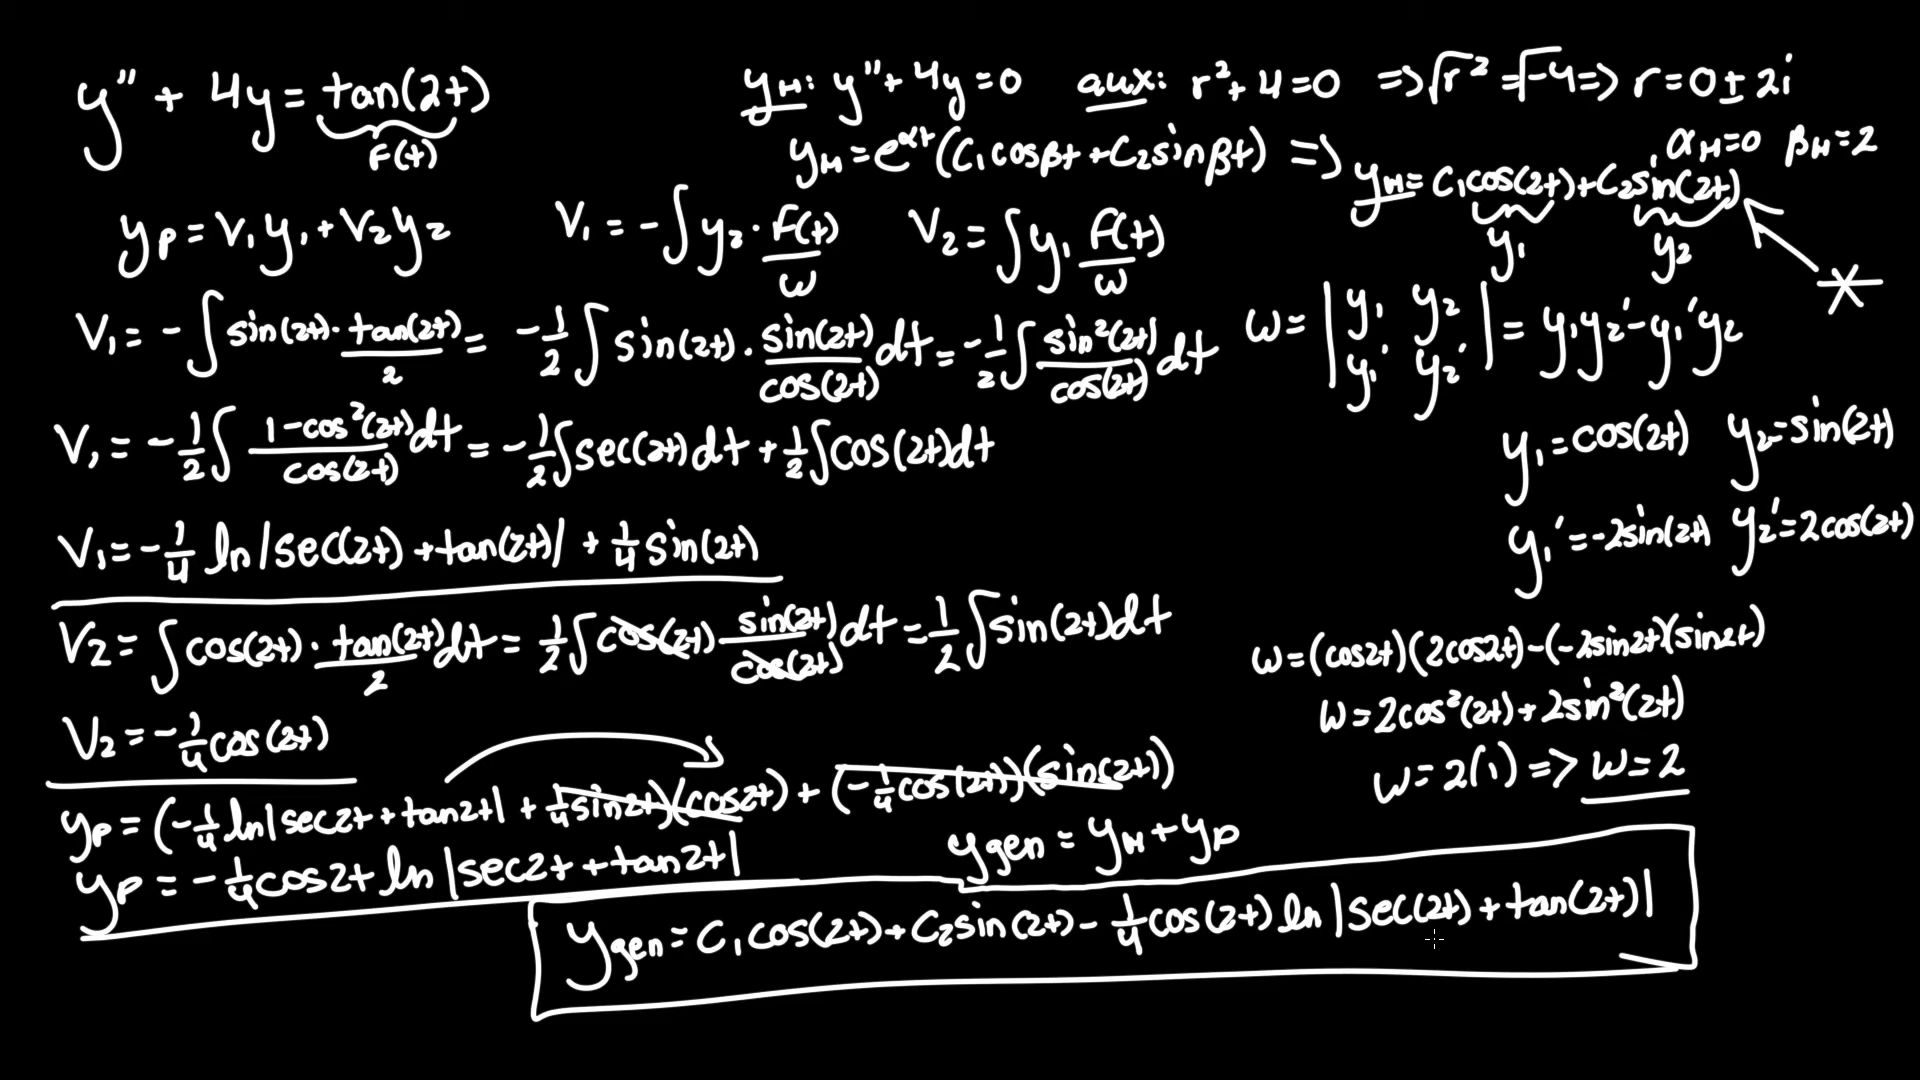 y'' + 4y = tan(2t)
F(t)
y_H: y'' + 4y = 0 aux: r² + 4 = 0 => √r² = √-4 => r = 0 ± 2i
y_H = e^αt (C₁cosβt + C₂sinβt) =>
α_H = 0 β_H = 2
y_H = C₁cos(2t) + C₂sin(2t)
y₁ y₂
y_P = V₁y₁ + V₂y₂ V₁ = -∫ y₂ · F(t)/W V₂ = ∫ y₁ F(t)/W
V₁ = -∫ sin(2t) · tan(2t)/2 = -1/2 ∫ sin(2t) · sin(2t)/cos(2t) dt = -1/2 ∫ sin²(2t)/cos(2t) dt
W = | y₁ y₂ | = y₁y₂' - y₁'y₂
| y₁' y₂' |
V₁ = -1/2 ∫ 1-cos²(2t)/cos(2t) dt = -1/2 ∫ sec(2t) dt + 1/2 ∫ cos(2t) dt
y₁ = cos(2t) y₂ = sin(2t)
V₁ = -1/4 ln|sec(2t) + tan(2t)| + 1/4 sin(2t)
y₁' = -2sin(2t) y₂' = 2cos(2t)
V₂ = ∫ cos(2t) · tan(2t)/2 dt = 1/2 ∫ cos(2t) · sin(2t)/cos(2t) dt = 1/2 ∫ sin(2t) dt
W = (cos2t)(2cos2t) - (-2sin2t)(sin2t)
W = 2cos²(2t) + 2sin²(2t)
V₂ = -1/4 cos(2t)
W = 2(1) => W = 2
y_P = (-1/4 ln|sec2t + tan2t| + 1/4 sin2t)(cos2t) + (-1/4 cos(2t))(sin(2t))
y_P = -1/4 cos2t ln|sec2t + tan2t|
y_gen = y_H + y_P
y_gen = C₁cos(2t) + C₂sin(2t) - 1/4 cos(2t) ln|sec(2t) + tan(2t)|